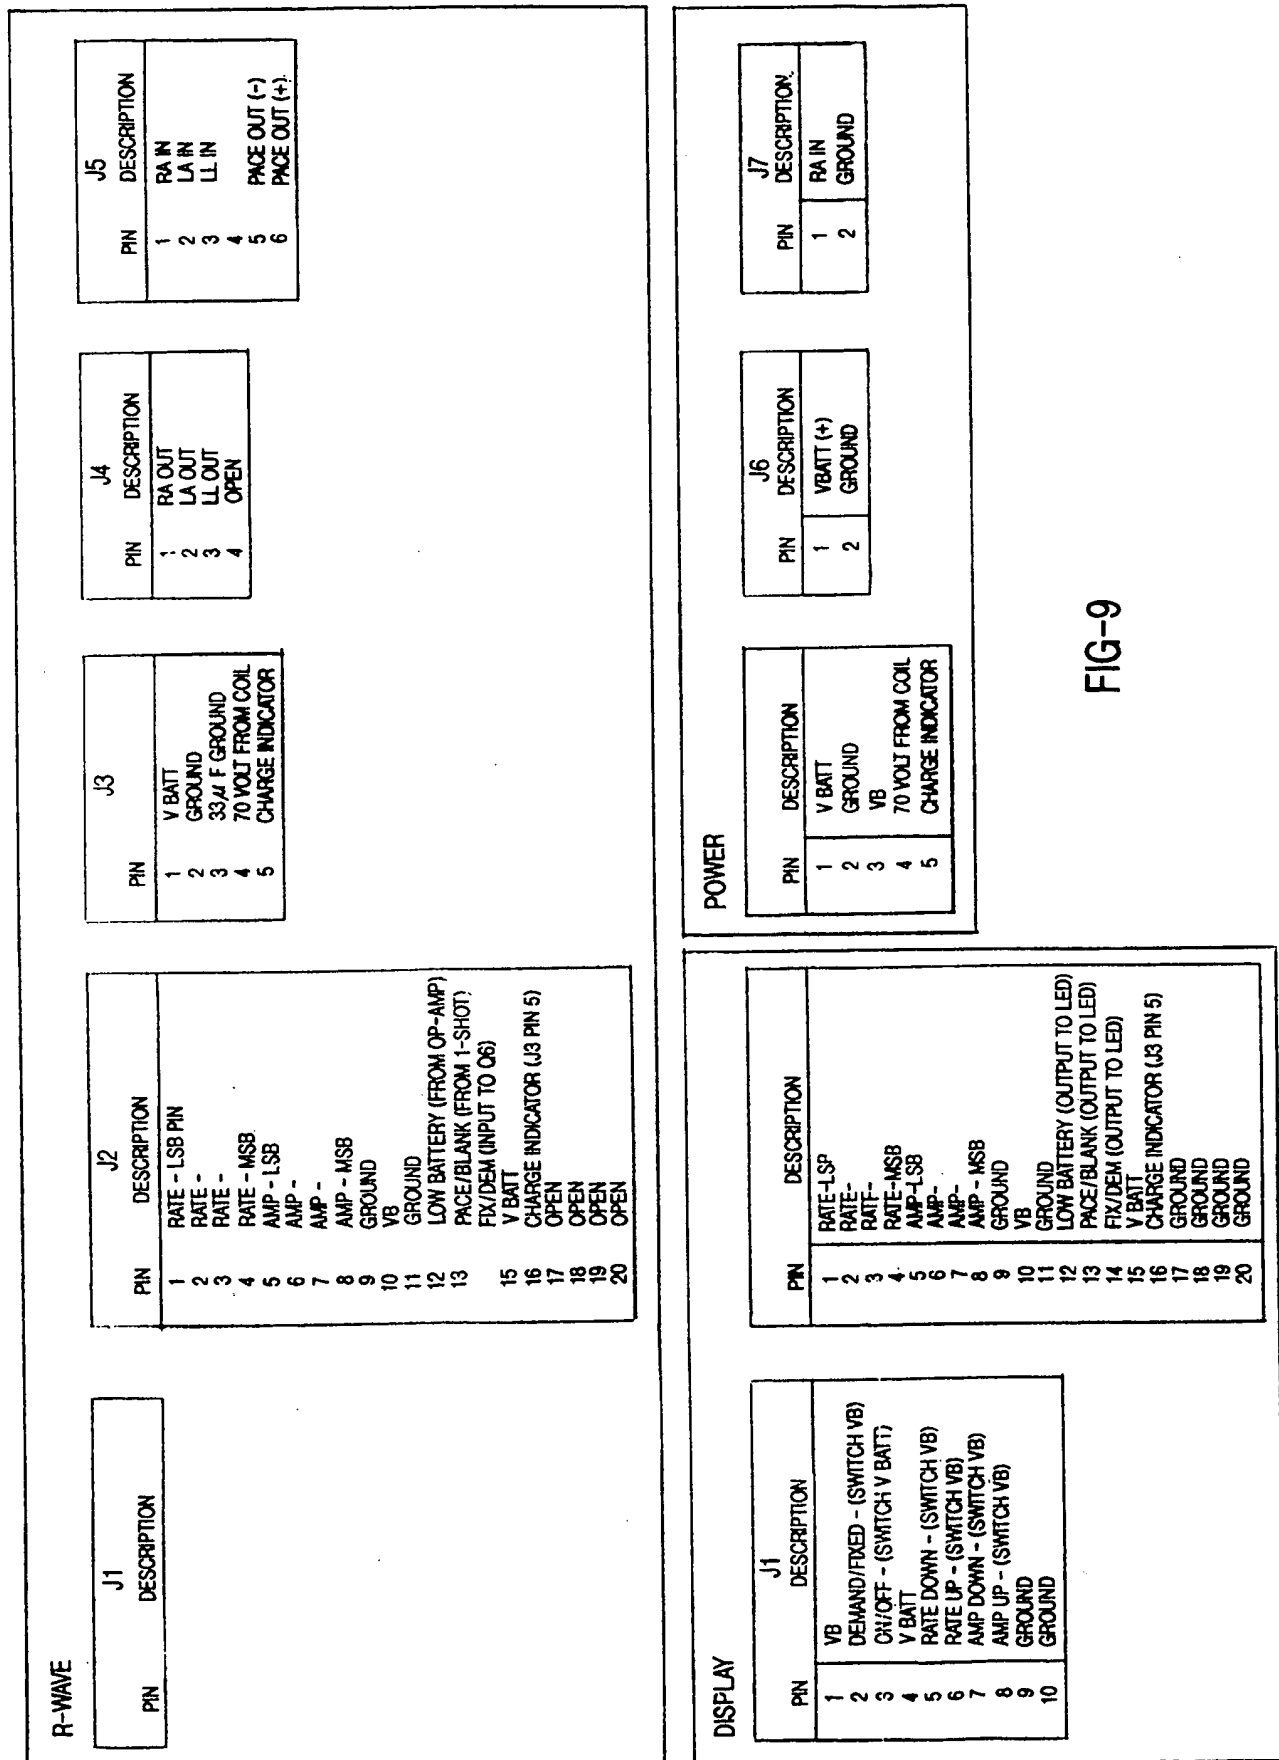 R-WAVE
J1
PIN DESCRIPTION
J2
PIN DESCRIPTION
1 RATE - LSB PIN
2 RATE -
3 RATE -
4 RATE - MSB
5 AMP - LSB
6 AMP -
7 AMP -
8 AMP - MSB
9 GROUND
10 VB
11 GROUND
12 LOW BATTERY (FROM OP-AMP)
13 PACE/BLANK (FROM 1-SHOT)
FIX/DEM (INPUT TO Q6)
15 V BATT
16 CHARGE INDICATOR (J3 PIN 5)
17 OPEN
18 OPEN
19 OPEN
20 OPEN
J3
PIN
1 V BATT
2 GROUND
3 33µ F GROUND
4 70 VOLT FROM COIL
5 CHARGE INDICATOR
J4
PIN DESCRIPTION
1 RA OUT
2 LA OUT
3 LL OUT
4 OPEN
J5
PIN DESCRIPTION
1 RA IN
2 LA IN
3 LL IN
4
5 PACE OUT (-)
6 PACE OUT (+)
DISPLAY
J1
PIN DESCRIPTION
1 VB
2 DEMAND/FIXED - (SWITCH VB)
3 ON/OFF - (SWITCH V BATT)
4 V BATT
5 RATE DOWN - (SWITCH VB)
6 RATE UP - (SWITCH VB)
7 AMP DOWN - (SWITCH VB)
8 AMP UP - (SWITCH VB)
9 GROUND
10 GROUND
PIN DESCRIPTION
1 RATE-LSP
2 RATE-
3 RATF-
4 RATE-MSB
5 AMP-LSB
6 AMP-
7 AMP-
8 AMP - MSB
9 GROUND
10 VB
11 GROUND
12 LOW BATTERY (OUTPUT TO LED)
13 PACE/BLANK (OUTPUT TO LED)
14 FIX/DEM (OUTPUT TO LED)
15 V BATT
16 CHARGE INDICATOR (J3 PIN 5)
17 GROUND
18 GROUND
19 GROUND
20 GROUND
POWER
PIN DESCRIPTION
1 V BATT
2 GROUND
3 VB
4 70 VOLT FROM COIL
5 CHARGE INDICATOR
J6
PIN DESCRIPTION
1 VBATT (+)
2 GROUND
J7
PIN DESCRIPTION
1 RA IN
2 GROUND
FIG-9